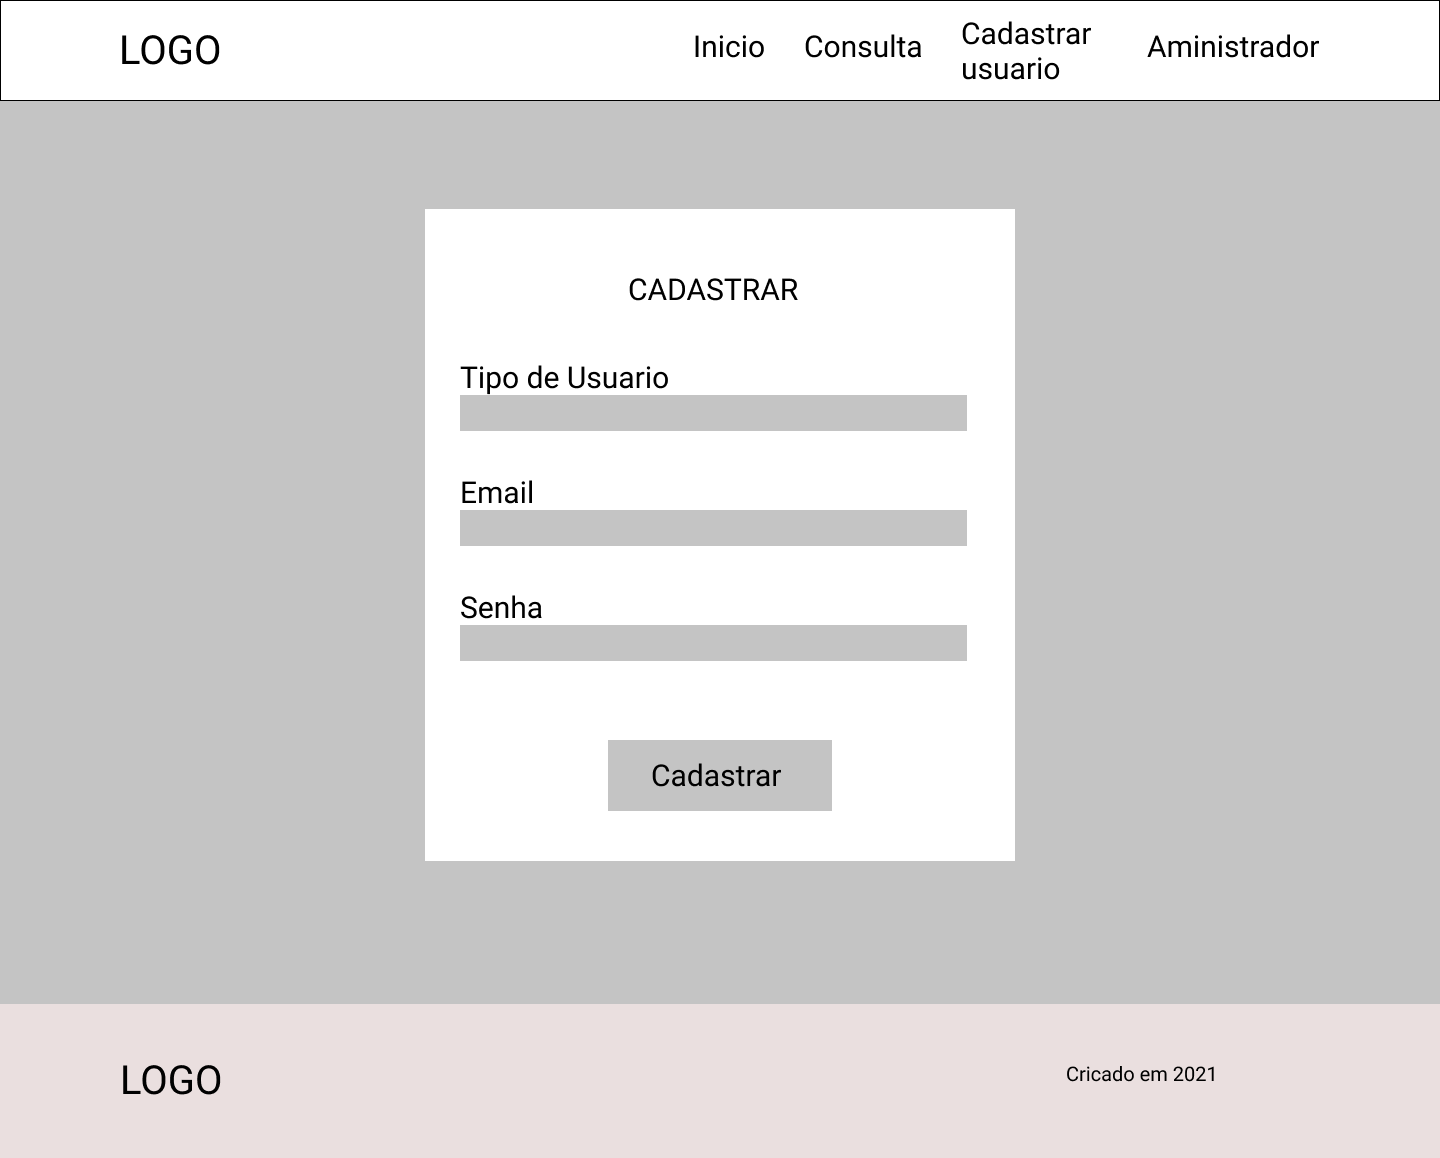 LOGO
Inicio
Consulta
Cadastrar
usuario
Aministrador
CADASTRAR
Tipo de Usuario
Email
Senha
Cadastrar
LOGO
Cricado em 2021